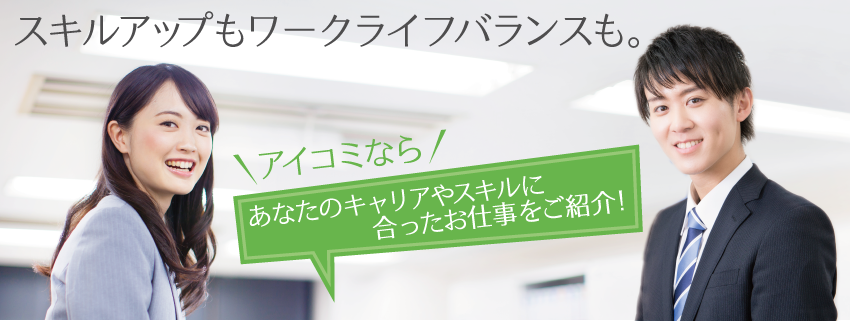 スキルアップもワークライフバランスも。
アイコミなら
あなたのキャリアやスキルに
合ったお仕事をご紹介!